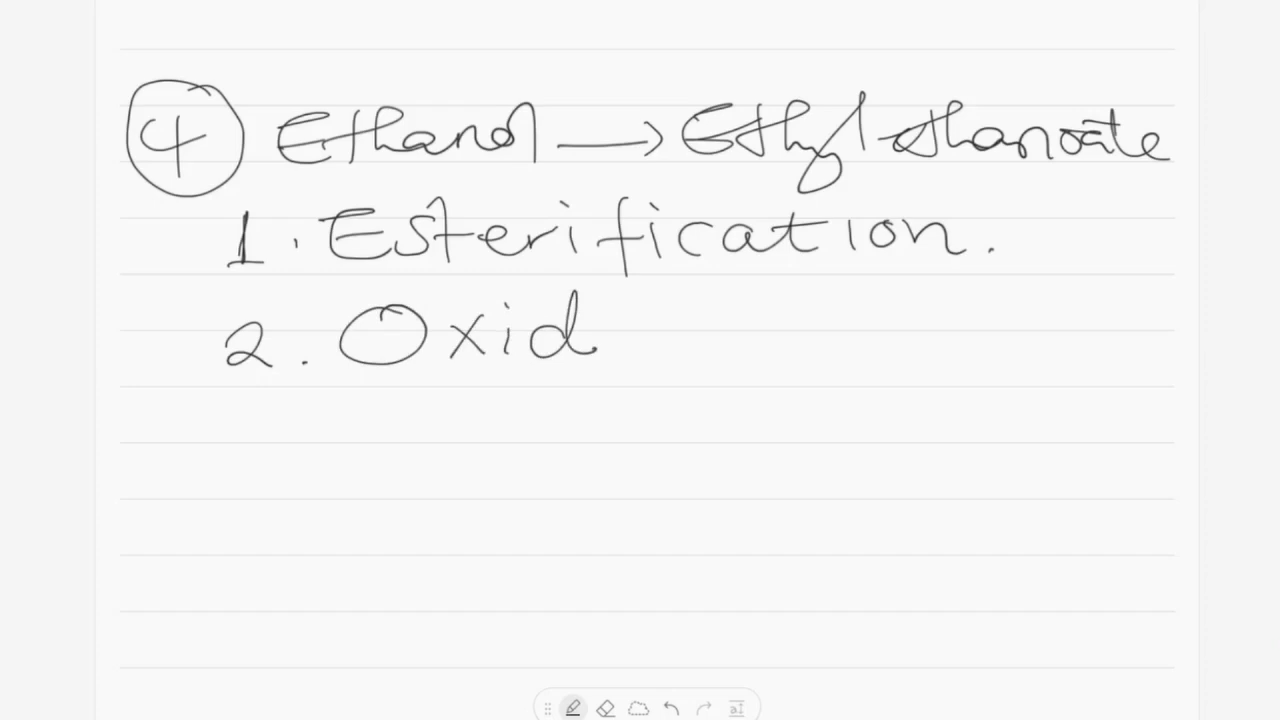 4 Ethanol → Ethyl ethanoate
1. Esterification.
2. Oxid